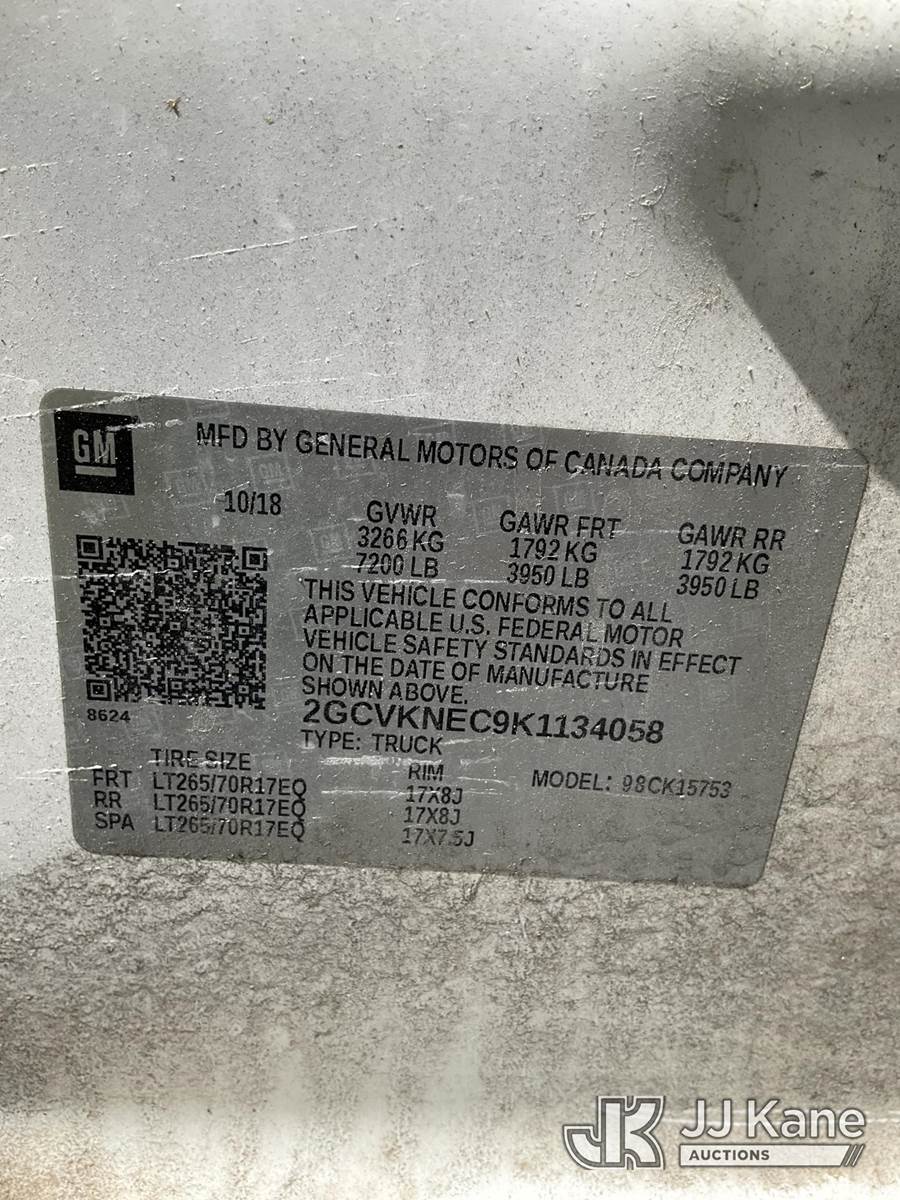 GM
MFD BY GENERAL MOTORS OF CANADA COMPANY
10/18 GVWR GAWR FRT GAWR RR
3266 KG 1792 KG 1792 KG
7200 LB 3950 LB 3950 LB
THIS VEHICLE CONFORMS TO ALL
APPLICABLE U.S. FEDERAL MOTOR
VEHICLE SAFETY STANDARDS IN EFFECT
ON THE DATE OF MANUFACTURE
SHOWN ABOVE.
8624
2GCVKNEC9K1134058
TYPE: TRUCK
TIRE SIZE RIM MODEL: 98CK15753
FRT LT265/70R17EQ 17X8J
RR LT265/70R17EQ 17X8J
SPA LT265/70R17EQ 17X7.5J
JK JJ Kane
AUCTIONS